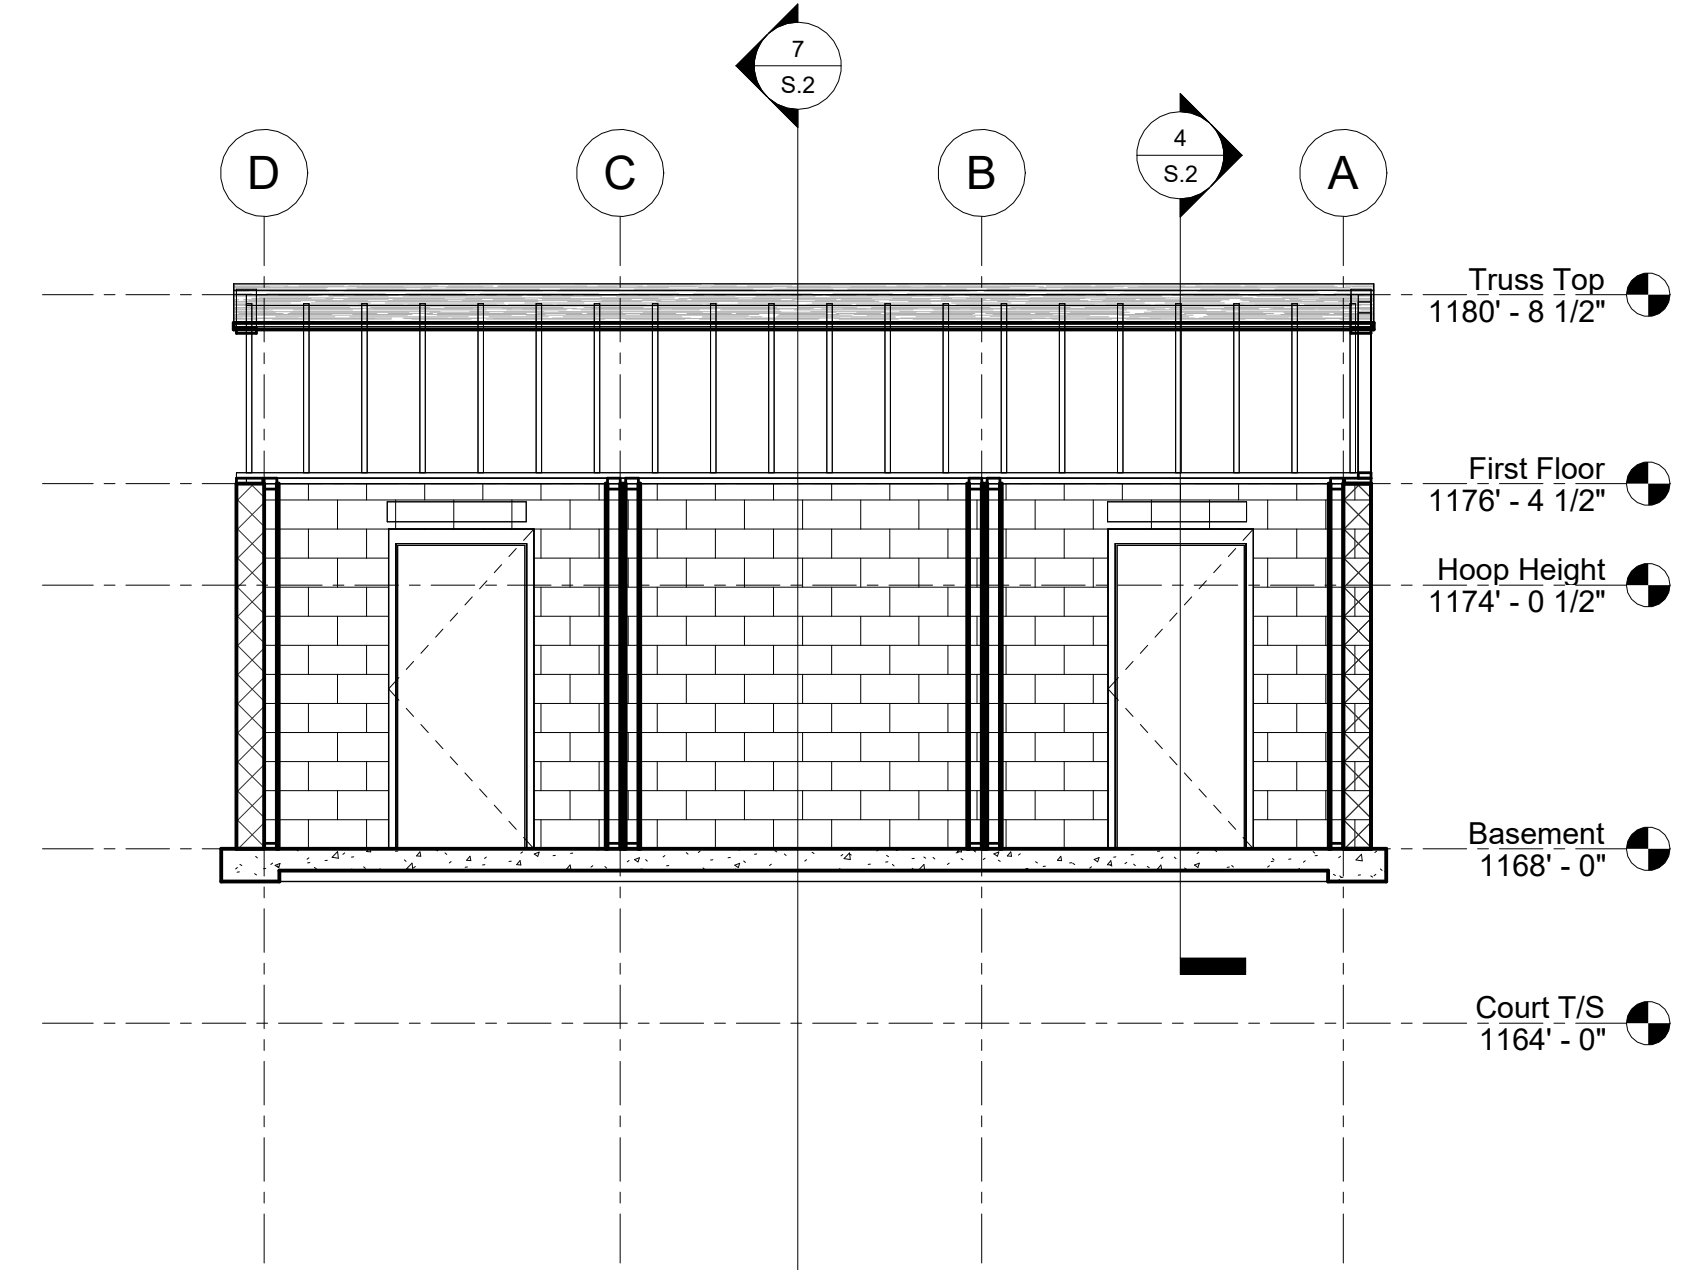 7
S.2
4
S.2
D
C
B
A
Truss Top
1180' - 8 1/2"
First Floor
1176' - 4 1/2"
Hoop Height
1174' - 0 1/2"
Basement
1168' - 0"
Court T/S
1164' - 0"